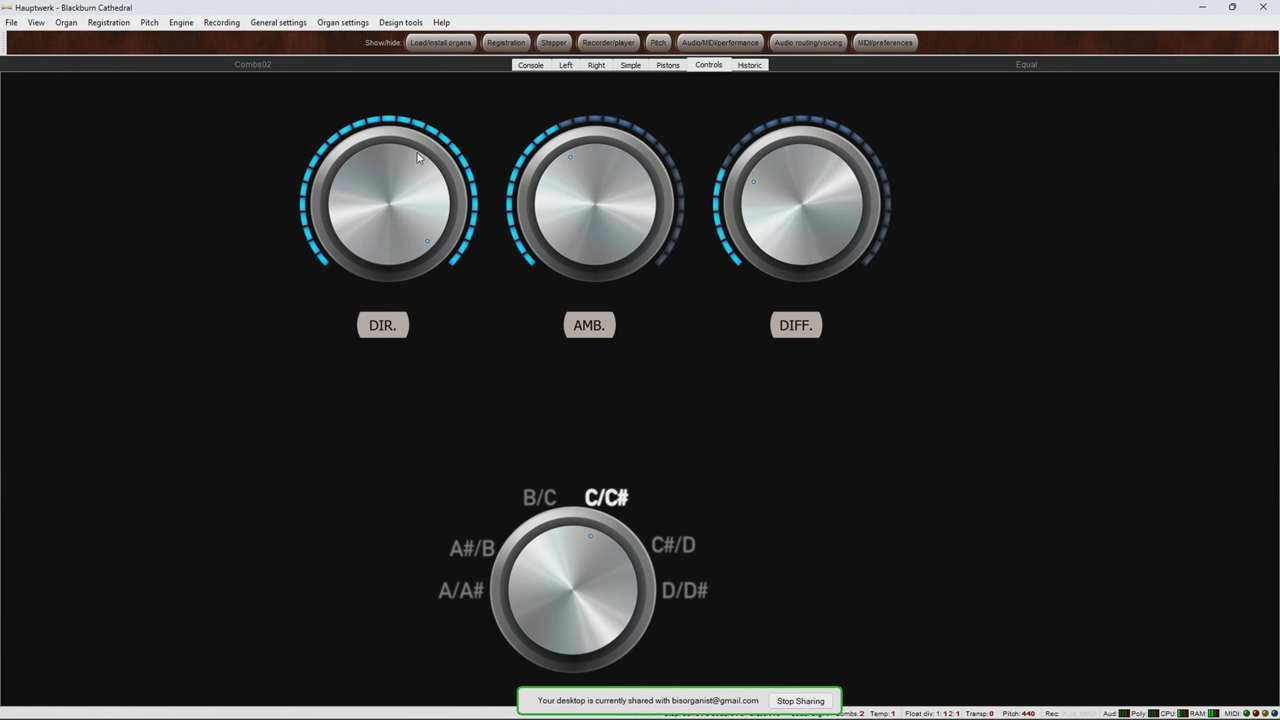 Hauptwerk - Blackburn Cathedral
File View Organ Registration Pitch Engine Recording General settings Organ settings Design tools Help
Show/hide: Load/install organs Registration Stepper Recorder/player Pitch Audio/MIDI/performance Audio routing/voicing MIDI/preferences
Combs02 Console Left Right Simple Pistons Controls Historic Equal
DIR. AMB. DIFF.
B/C C/C#
A#/B C#/D
A/A# D/D#
Your desktop is currently shared with bisorganist@gmail.com Stop Sharing
Combs: 2 Temp: 1 Float div: 1: 1 2: 1 Transp: 0 Pitch: 440 Rec: Aud: Poly: CPU: RAM: MIDI: